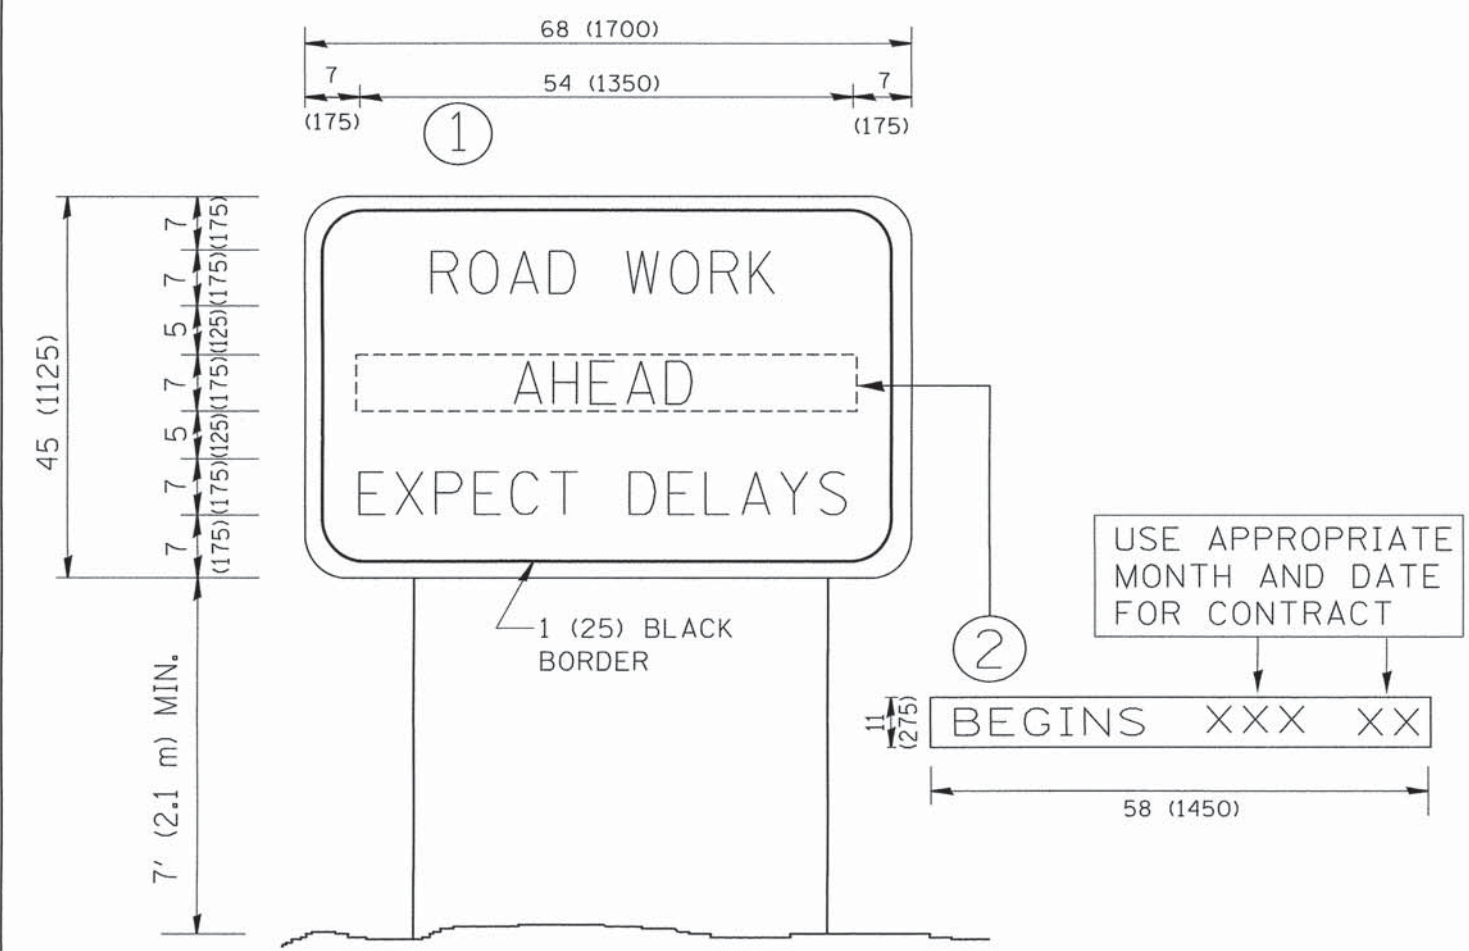 68 (1700)
7
54 (1350)
7
(175)
(175)
1
45 (1125)
7
(175)
7
(175)
5
(125)
7
(175)
5
(125)
7
(175)
7
(175)
ROAD WORK
AHEAD
EXPECT DELAYS
1 (25) BLACK
BORDER
7' (2.1 m) MIN.
2
USE APPROPRIATE
MONTH AND DATE
FOR CONTRACT
11
(275)
BEGINS XXX XX
58 (1450)